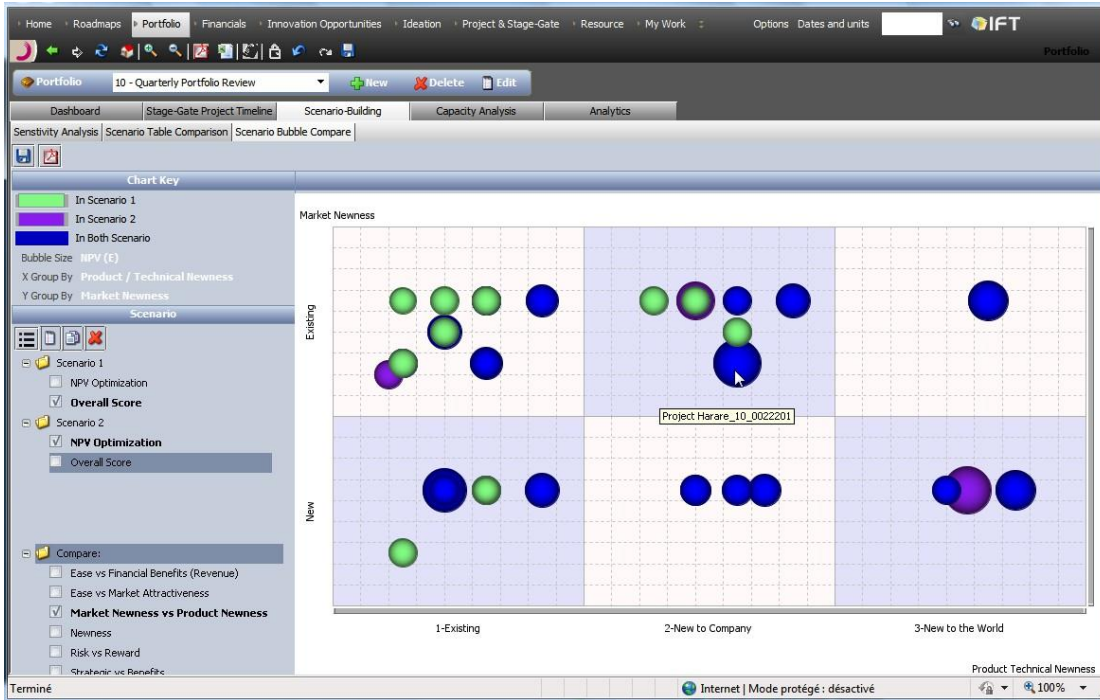 Home Roadmaps Portfolio Financials Innovation Opportunities Ideation Project & Stage-Gate Resource My Work Options Dates and units IFT
Portfolio
Portfolio 10 - Quarterly Portfolio Review New Delete Edit
Dashboard Stage-Gate Project Timeline Scenario-Building Capacity Analysis Analytics
Senstivity Analysis Scenario Table Comparison Scenario Bubble Compare
Chart Key
In Scenario 1
In Scenario 2
In Both Scenario
Bubble Size NPV (E)
X Group By Product / Technical Newness
Y Group By Market Newness
Scenario
Scenario 1
NPV Optimization
Overall Score
Scenario 2
NPV Optimization
Overall Score
Compare:
Ease vs Financial Benefits (Revenue)
Ease vs Market Attractiveness
Market Newness vs Product Newness
Newness
Risk vs Reward
Strategic vs Benefits
Market Newness
Existing
Project Harare_10_0022201
New
1-Existing 2-New to Company 3-New to the World
Product Technical Newness
Terminé Internet | Mode protégé : désactivé 100%